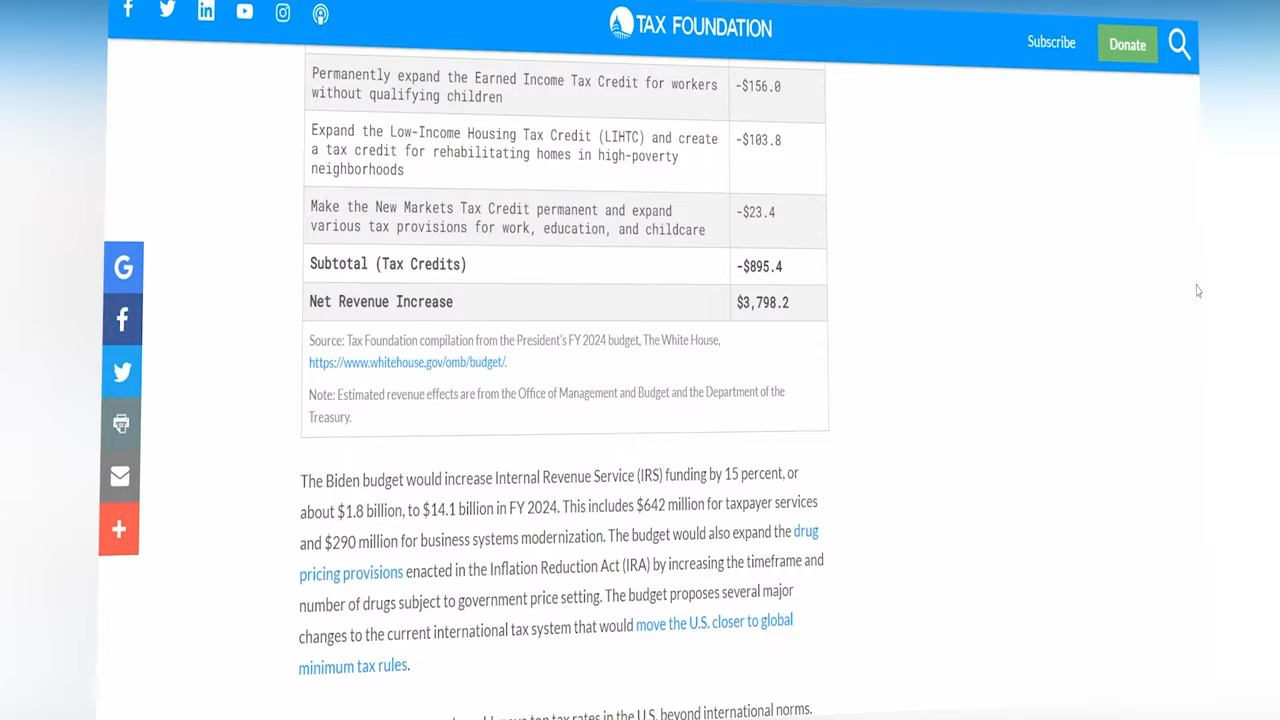 TAX FOUNDATION
Subscribe
Donate
Permanently expand the Earned Income Tax Credit for workers
without qualifying children
-$156.0
Expand the Low-Income Housing Tax Credit (LIHTC) and create
a tax credit for rehabilitating homes in high-poverty
neighborhoods
-$103.8
Make the New Markets Tax Credit permanent and expand
various tax provisions for work, education, and childcare
-$23.4
Subtotal (Tax Credits)
-$895.4
Net Revenue Increase
$3,798.2
Source: Tax Foundation compilation from the President's FY 2024 budget, The White House,
https://www.whitehouse.gov/omb/budget/.
Note: Estimated revenue effects are from the Office of Management and Budget and the Department of the
Treasury.
The Biden budget would increase Internal Revenue Service (IRS) funding by 15 percent, or
about $1.8 billion, to $14.1 billion in FY 2024. This includes $642 million for taxpayer services
and $290 million for business systems modernization. The budget would also expand the drug
pricing provisions enacted in the Inflation Reduction Act (IRA) by increasing the timeframe and
number of drugs subject to government price setting. The budget proposes several major
changes to the current international tax system that would move the U.S. closer to global
minimum tax rules.
top tax rates in the U.S. beyond international norms.